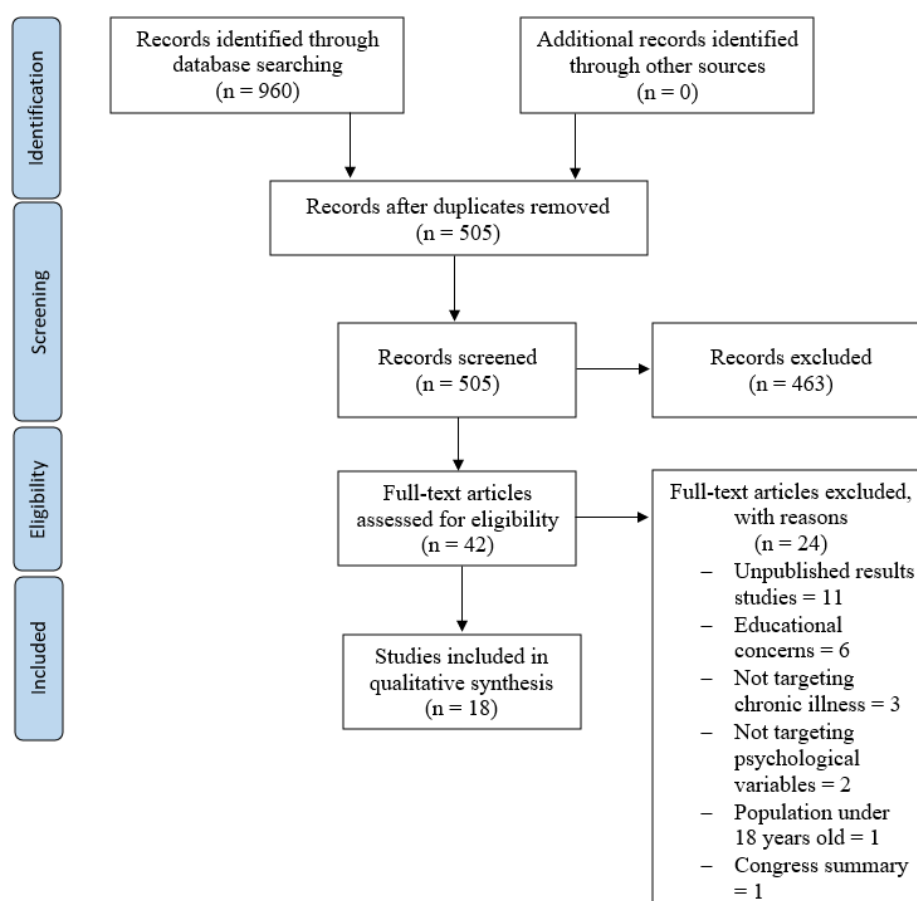 Identification
Records identified through
database searching
(n = 960)
Additional records identified
through other sources
(n = 0)
Records after duplicates removed
(n = 505)
Screening
Records screened
(n = 505)
Records excluded
(n = 463)
Eligibility
Full-text articles
assessed for eligibility
(n = 42)
Full-text articles excluded,
with reasons
(n = 24)
– Unpublished results
studies = 11
– Educational
concerns = 6
– Not targeting
chronic illness = 3
– Not targeting
psychological
variables = 2
– Population under
18 years old = 1
– Congress summary
= 1
Included
Studies included in
qualitative synthesis
(n = 18)